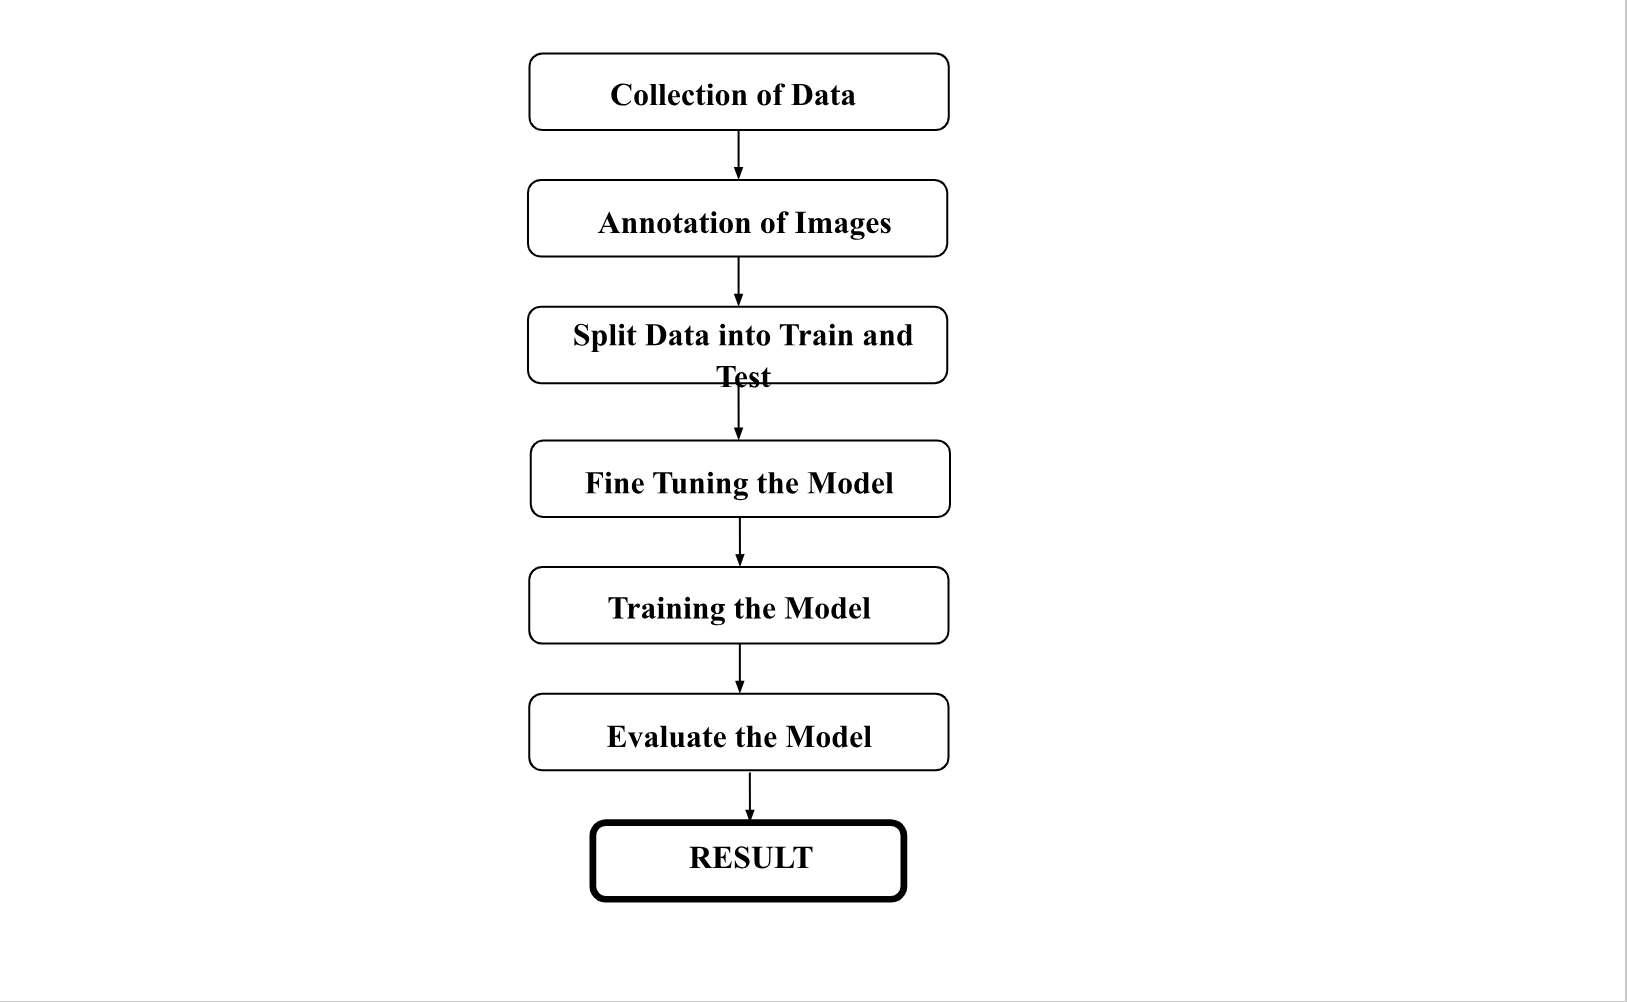 Collection of Data
Annotation of Images
Split Data into Train and
Test
Fine Tuning the Model
Training the Model
Evaluate the Model
RESULT